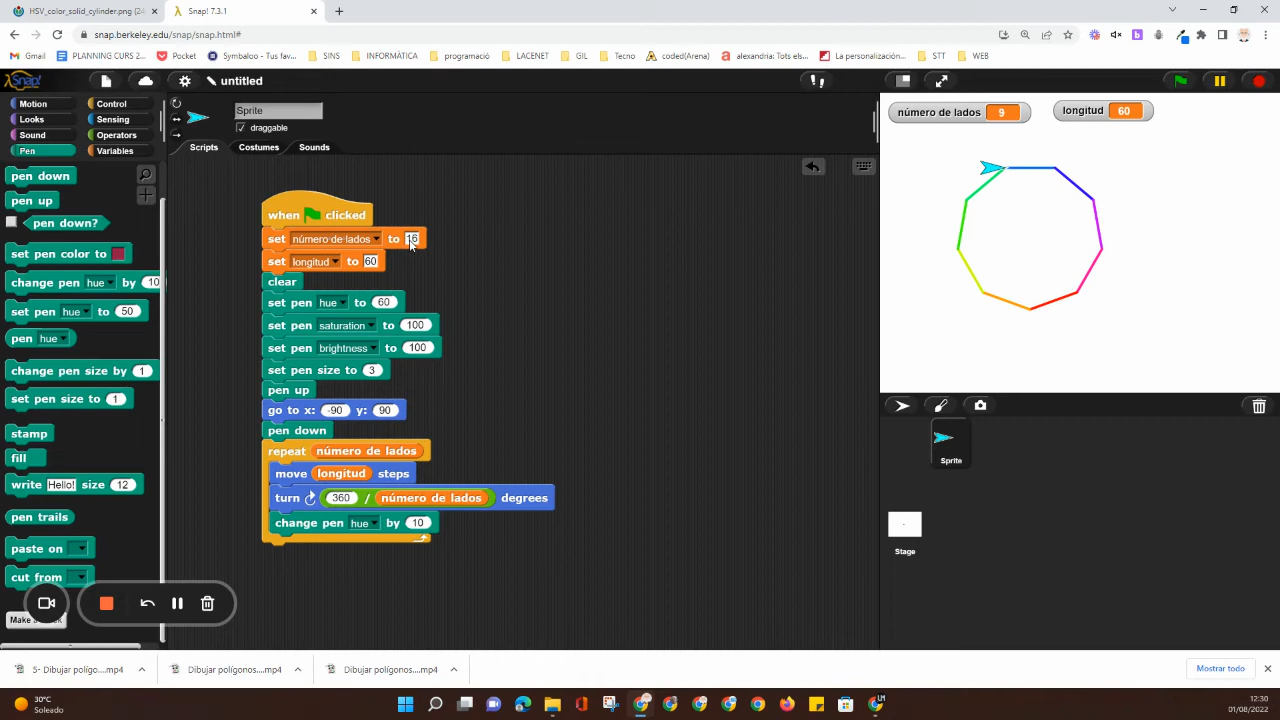 HSV_color_solid_cylinder.png (24
Snap! 7.3.1
snap.berkeley.edu/snap/snap.html#
Gmail
PLANNING CURS 2...
Pocket
Symbaloo - Tus fav...
SINS
INFORMÀTICA
programació
LACENET
GIL
Tecno
coded(Arena)
alexandria: Tots els...
La personalización...
STT
WEB
Snap!
untitled
Motion
Control
Looks
Sensing
Sound
Operators
Pen
Variables
Sprite
draggable
Scripts
Costumes
Sounds
pen down
pen up
pen down?
set pen color to
change pen hue by 10
set pen hue to 50
pen hue
change pen size by 1
set pen size to 1
stamp
fill
write Hello! size 12
pen trails
paste on
cut from
when clicked
set número de lados to 16
set longitud to 60
clear
set pen hue to 60
set pen saturation to 100
set pen brightness to 100
set pen size to 3
pen up
go to x: -90 y: 90
pen down
repeat número de lados
move longitud steps
turn 360 / número de lados degrees
change pen hue by 10
número de lados 9
longitud 60
Sprite
Stage
5- Dibujar polígo....mp4
Dibujar polígonos....mp4
Dibujar polígonos....mp4
Mostrar todo
30°C
Soleado
12:30
01/08/2022